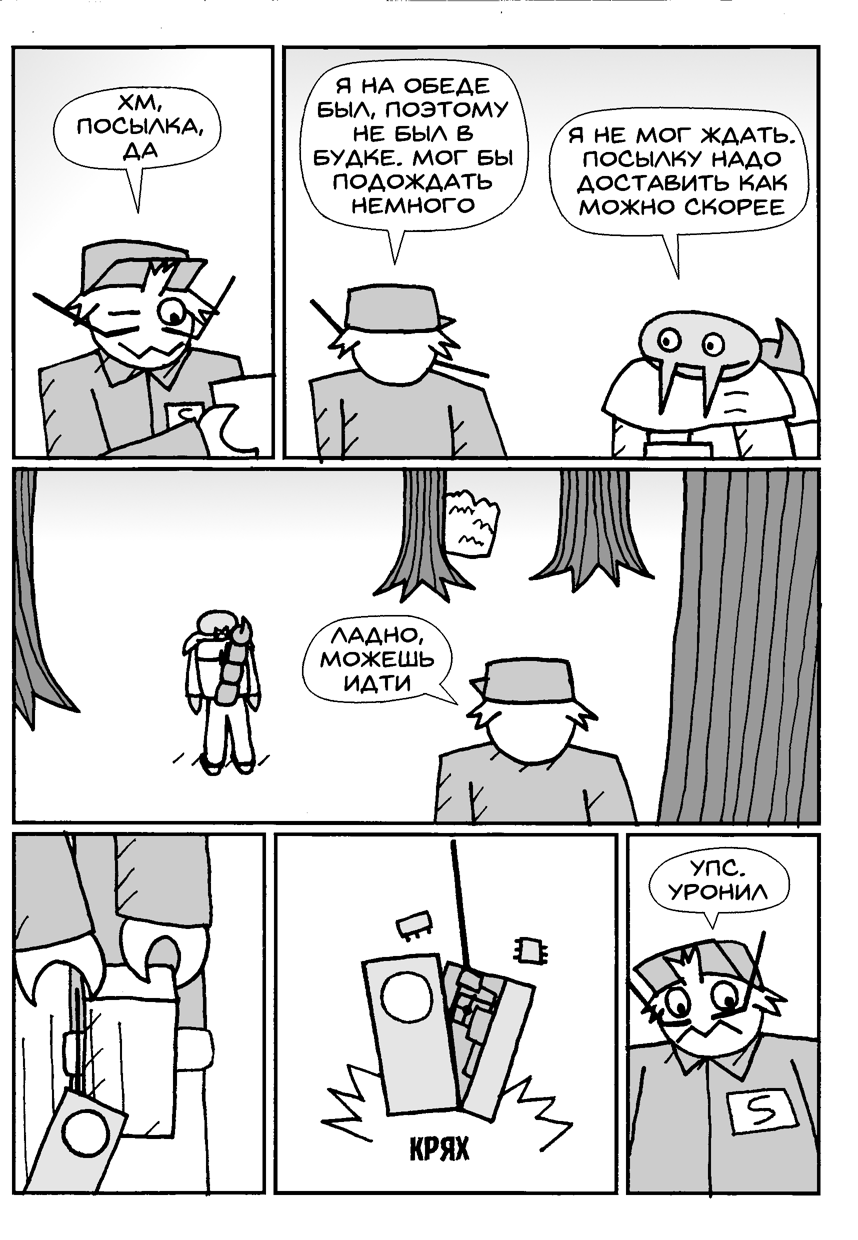 ХМ,
ПОСЫЛКА,
ДА
Я НА ОБЕДЕ
БЫЛ, ПОЭТОМУ
НЕ БЫЛ В
БУДКЕ. МОГ БЫ
ПОДОЖДАТЬ
НЕМНОГО
Я НЕ МОГ ЖДАТЬ.
ПОСЫЛКУ НАДО
ДОСТАВИТЬ КАК
МОЖНО СКОРЕЕ
S
ЛАДНО,
МОЖЕШЬ
ИДТИ
КРЯХ
УПС.
УРОНИЛ
S